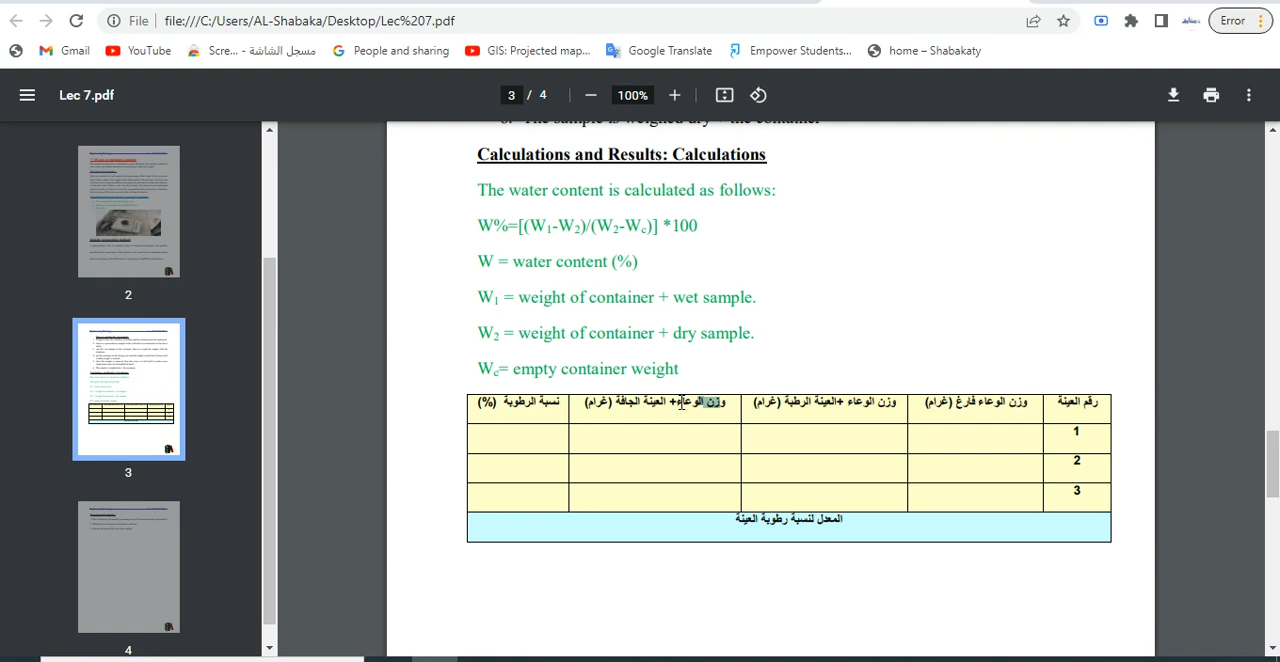 File
file:///C:/Users/AL-Shabaka/Desktop/Lec%207.pdf
Error
Gmail
YouTube
Scre... - مسجل الشاشة
People and sharing
GIS: Projected map...
Google Translate
Empower Students...
home – Shabakaty
Lec 7.pdf
3 / 4
100%
2
3
4
Calculations and Results: Calculations
The water content is calculated as follows:
W%=[(W₁-W₂)/(W₂-Wc)] *100
W = water content (%)
W₁ = weight of container + wet sample.
W₂ = weight of container + dry sample.
Wc= empty container weight
رقم العينة
وزن الوعاء فارغ (غرام)
وزن الوعاء +العينة الرطبة (غرام)
وزن الوعاء+ العينة الجافة (غرام)
نسبة الرطوبة (%)
1
2
3
المعدل لنسبة رطوبة العينة